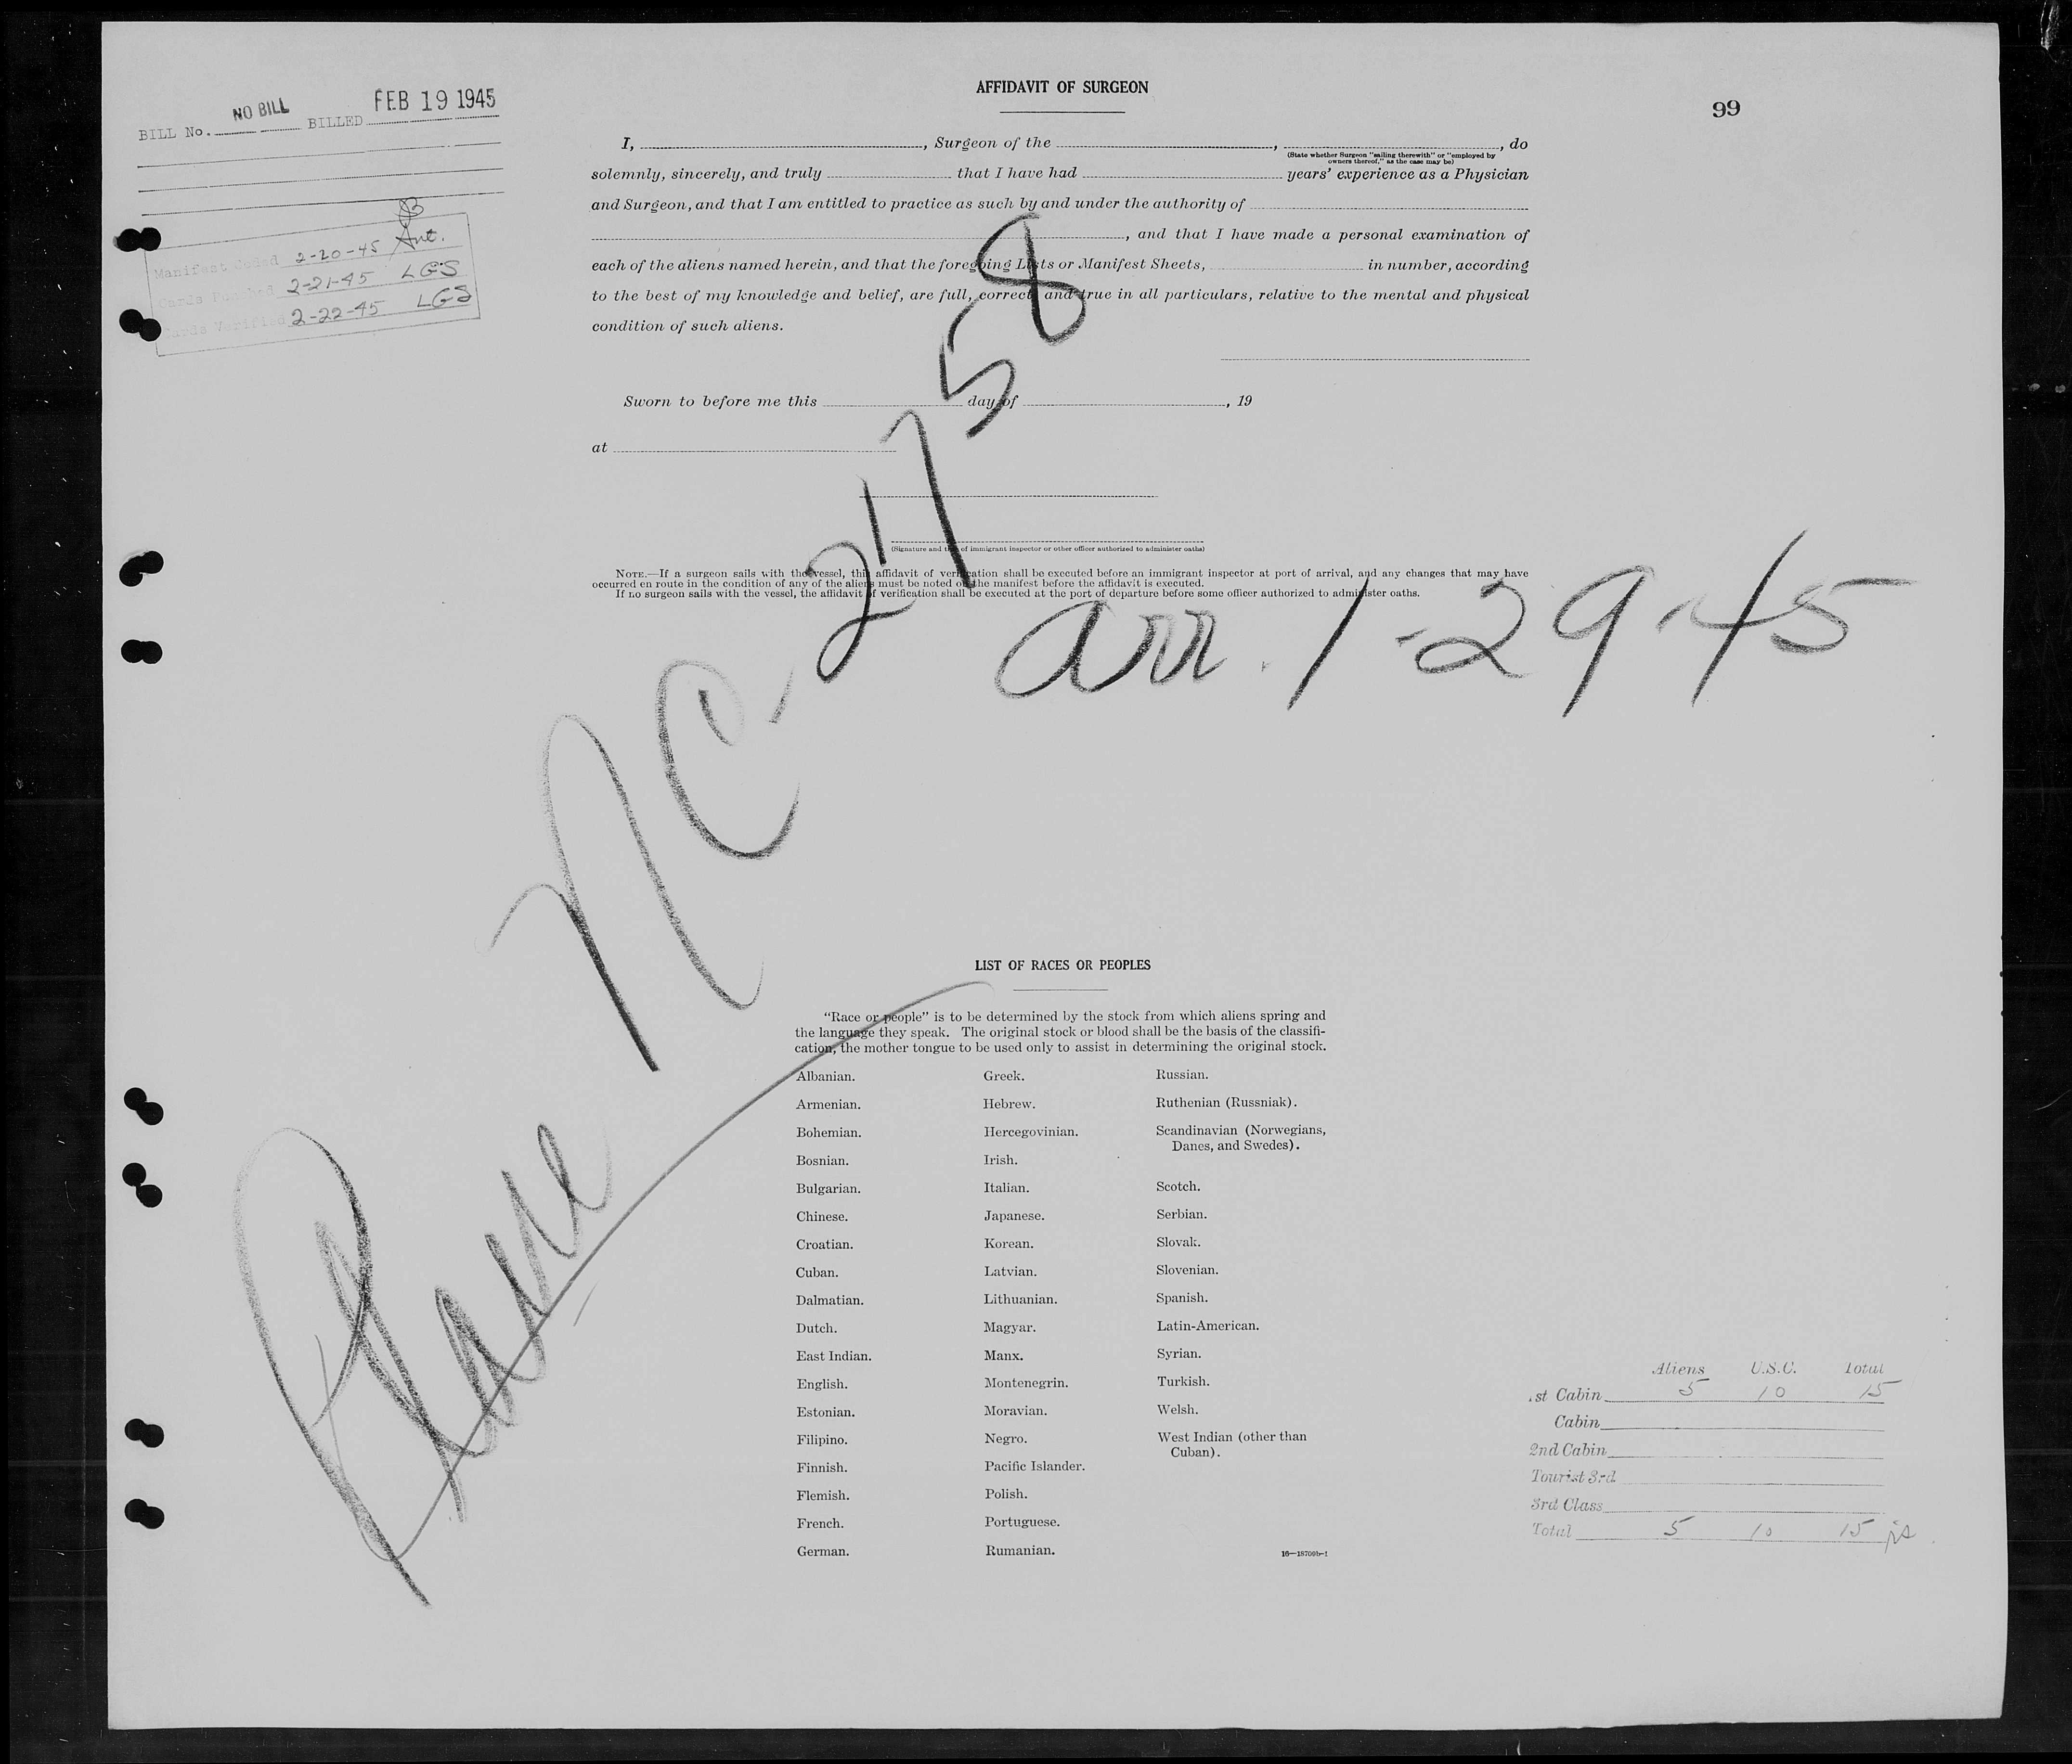 AFFIDAVIT OF SURGEON
99
NO BILL
FEB 19 1945
BILL No. BILLED
I, , Surgeon of the , , do
(State whether Surgeon "sailing therewith" or "employed by
owners thereof," as the case may be)
solemnly, sincerely, and truly that I have had years' experience as a Physician
and Surgeon, and that I am entitled to practice as such by and under the authority of
, and that I have made a personal examination of
each of the aliens named herein, and that the foregoing Lists or Manifest Sheets, in number, according
to the best of my knowledge and belief, are full, correct, and true in all particulars, relative to the mental and physical
condition of such aliens.
Manifest Coded 2-20-45 Ant.
Cards Punched 2-21-45 LGS
Cards Verified 2-22-45 LGS
Sworn to before me this day of , 19
at
(Signature and title of immigrant inspector or other officer authorized to administer oaths)
NOTE.—If a surgeon sails with the vessel, this affidavit of verification shall be executed before an immigrant inspector at port of arrival, and any changes that may have
occurred en route in the condition of any of the aliens must be noted on the manifest before the affidavit is executed.
If no surgeon sails with the vessel, the affidavit of verification shall be executed at the port of departure before some officer authorized to administer oaths.
Plane NC-21758
arr. 1-29-45
LIST OF RACES OR PEOPLES
"Race or people" is to be determined by the stock from which aliens spring and
the language they speak. The original stock or blood shall be the basis of the classifi-
cation, the mother tongue to be used only to assist in determining the original stock.
Albanian.
Armenian.
Bohemian.
Bosnian.
Bulgarian.
Chinese.
Croatian.
Cuban.
Dalmatian.
Dutch.
East Indian.
English.
Estonian.
Filipino.
Finnish.
Flemish.
French.
German.
Greek.
Hebrew.
Hercegovinian.
Irish.
Italian.
Japanese.
Korean.
Latvian.
Lithuanian.
Magyar.
Manx.
Montenegrin.
Moravian.
Negro.
Pacific Islander.
Polish.
Portuguese.
Rumanian.
Russian.
Ruthenian (Russniak).
Scandinavian (Norwegians,
Danes, and Swedes).
Scotch.
Serbian.
Slovak.
Slovenian.
Spanish.
Latin-American.
Syrian.
Turkish.
Welsh.
West Indian (other than
Cuban).
16—18700b-1
Aliens U.S.C. Total
1st Cabin 5 10 15
Cabin
2nd Cabin
Tourist 3rd
3rd Class
Total 5 10 15